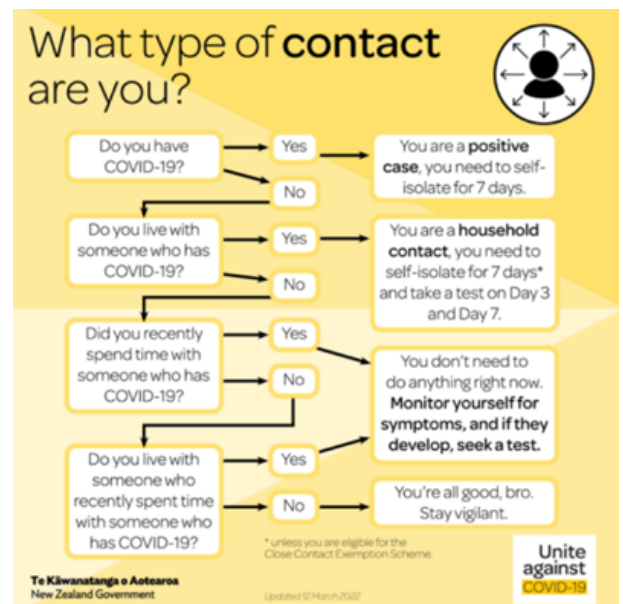 What type of contact
are you?
Do you have
COVID-19?
Yes
No
You are a positive
case, you need to self-
isolate for 7 days.
Do you live with
someone who has
COVID-19?
Yes
No
You are a household
contact, you need to
self-isolate for 7 days*
and take a test on Day 3
and Day 7.
Did you recently
spend time with
someone who has
COVID-19?
Yes
No
You don't need to
do anything right now.
Monitor yourself for
symptoms, and if they
develop, seek a test.
Do you live with
someone who
recently spent time
with someone who
has COVID-19?
Yes
No
You're all good, bro.
Stay vigilant.
* unless you are eligible for the
Close Contact Exemption Scheme.
Te Kāwanatanga o Aotearoa
New Zealand Government
Updated 12 March 2022
Unite
against
COVID-19